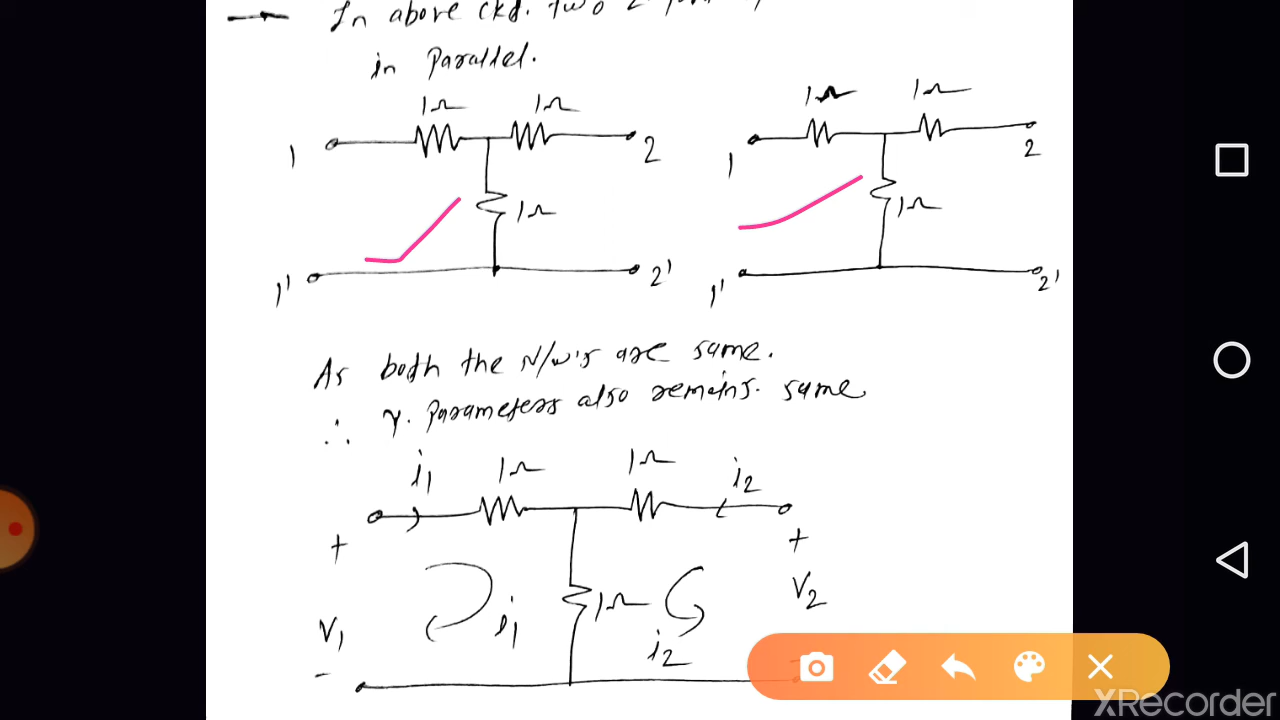 → In above ckt. two 2
in Parallel.
1Ω 1Ω 1Ω 1Ω
1 2 1 2
1Ω 1Ω
1' 2' 1' 2'
As both the N/w's are same.
∴ Y. Parameters also remains. same
i1 1Ω 1Ω i2
+ +
1Ω V2
V1 i1 i2
-
XRecorder